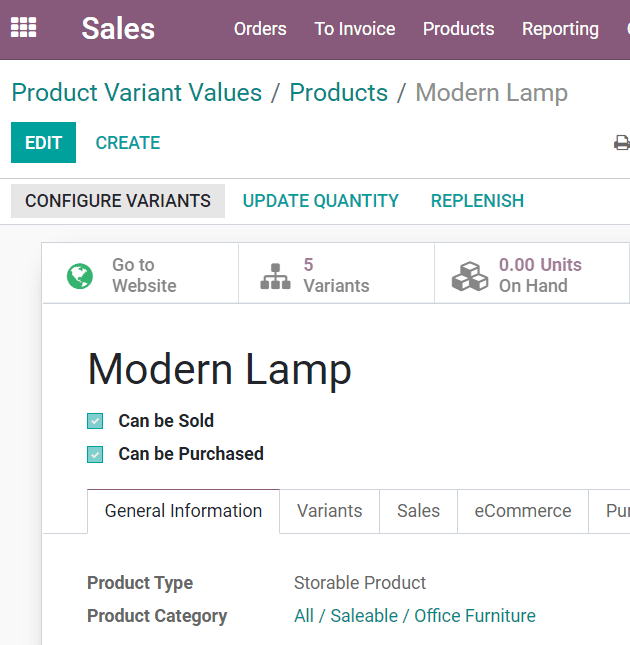 Sales Orders To Invoice Products Reporting
Product Variant Values / Products / Modern Lamp
EDIT CREATE
CONFIGURE VARIANTS UPDATE QUANTITY REPLENISH
Go to Website
5 Variants
0.00 Units On Hand
Modern Lamp
Can be Sold
Can be Purchased
General Information Variants Sales eCommerce
Product Type Storable Product
Product Category All / Saleable / Office Furniture